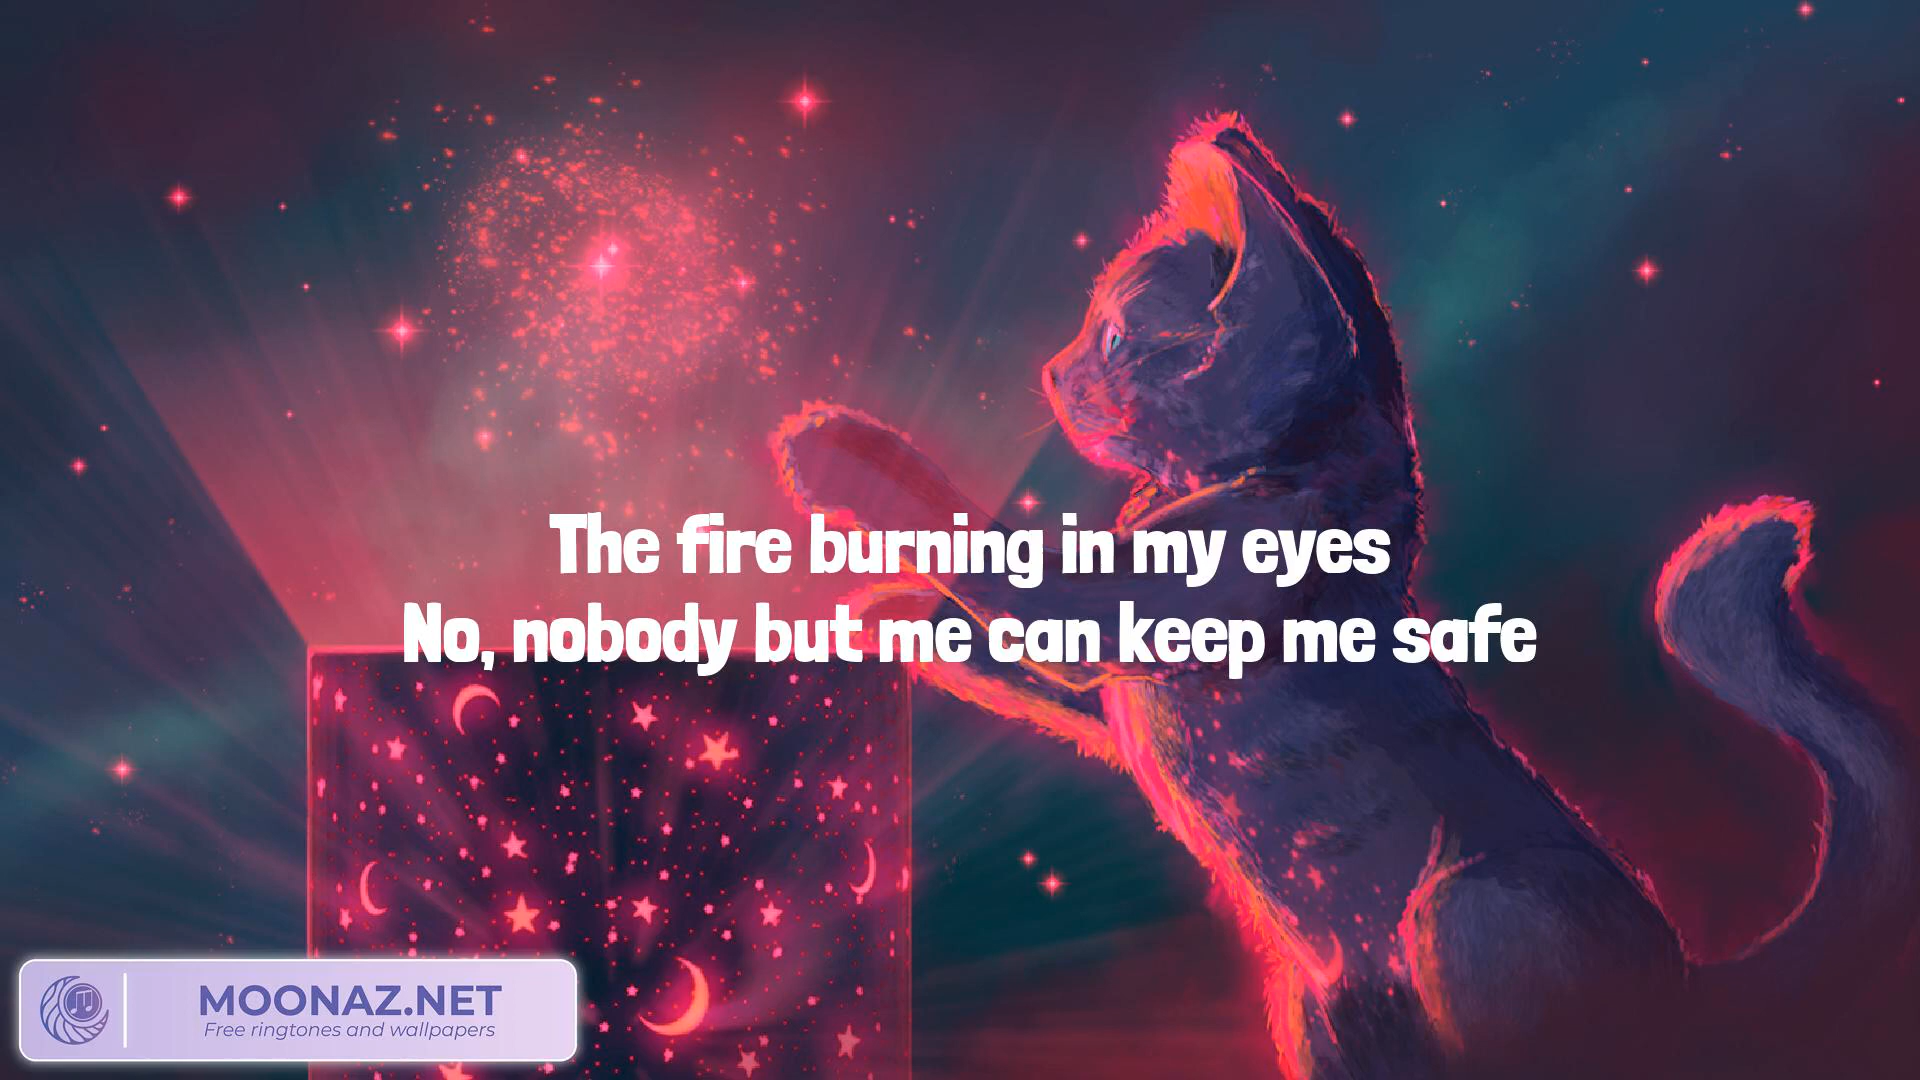 The fire burning in my eyes
No, nobody but me can keep me safe
MOONAZ.NET
Free ringtones and wallpapers